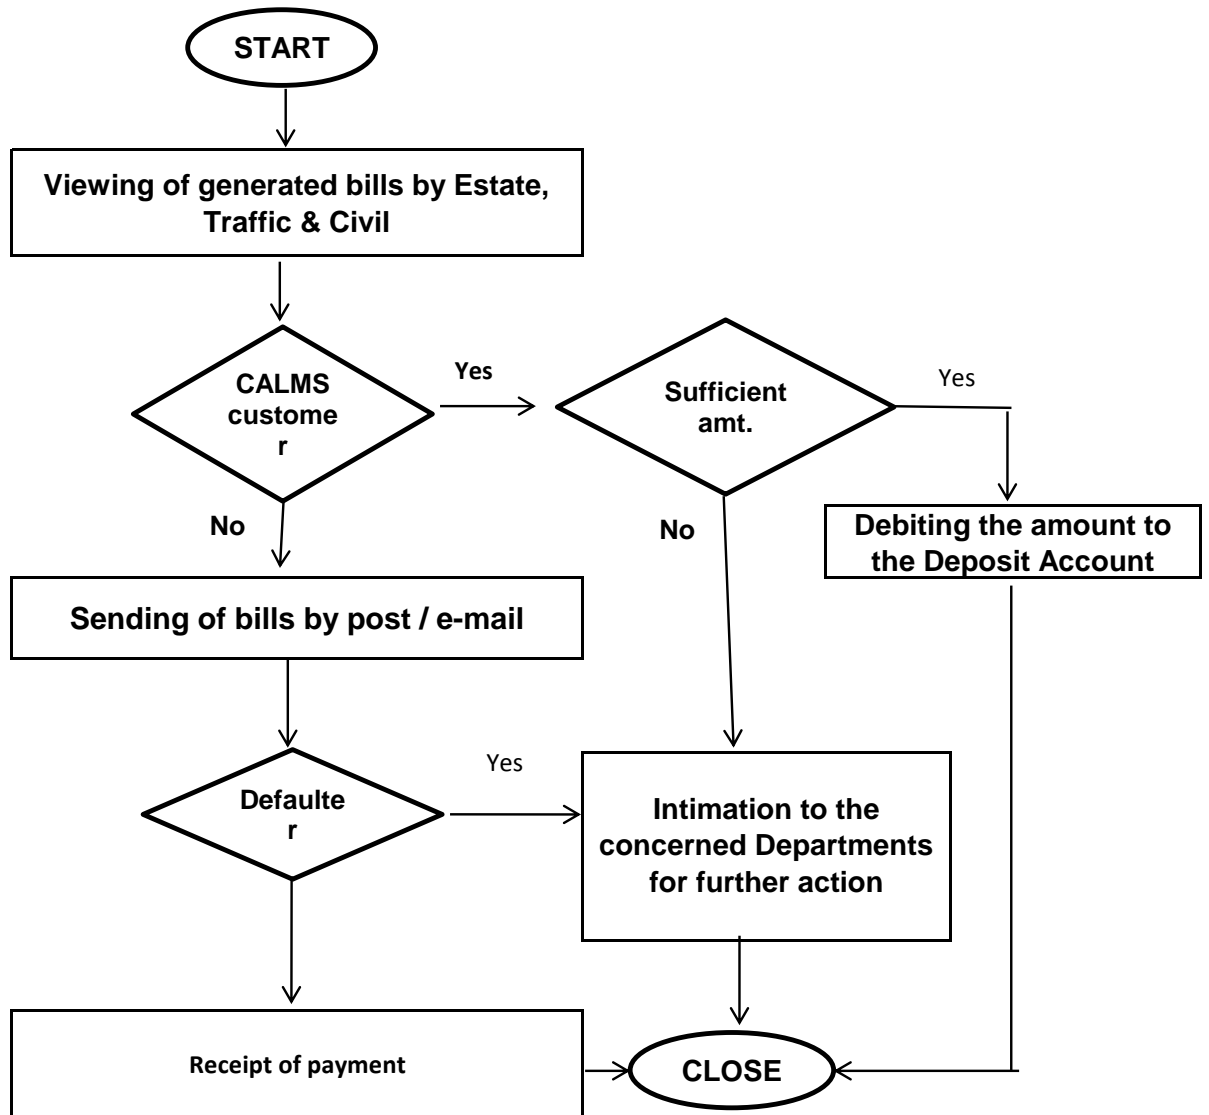 START
Viewing of generated bills by Estate,
Traffic & Civil
CALMS
custome
r
Yes
Sufficient
amt.
Yes
No
No
Debiting the amount to
the Deposit Account
Sending of bills by post / e-mail
Defaulte
r
Yes
Intimation to the
concerned Departments
for further action
Receipt of payment
CLOSE